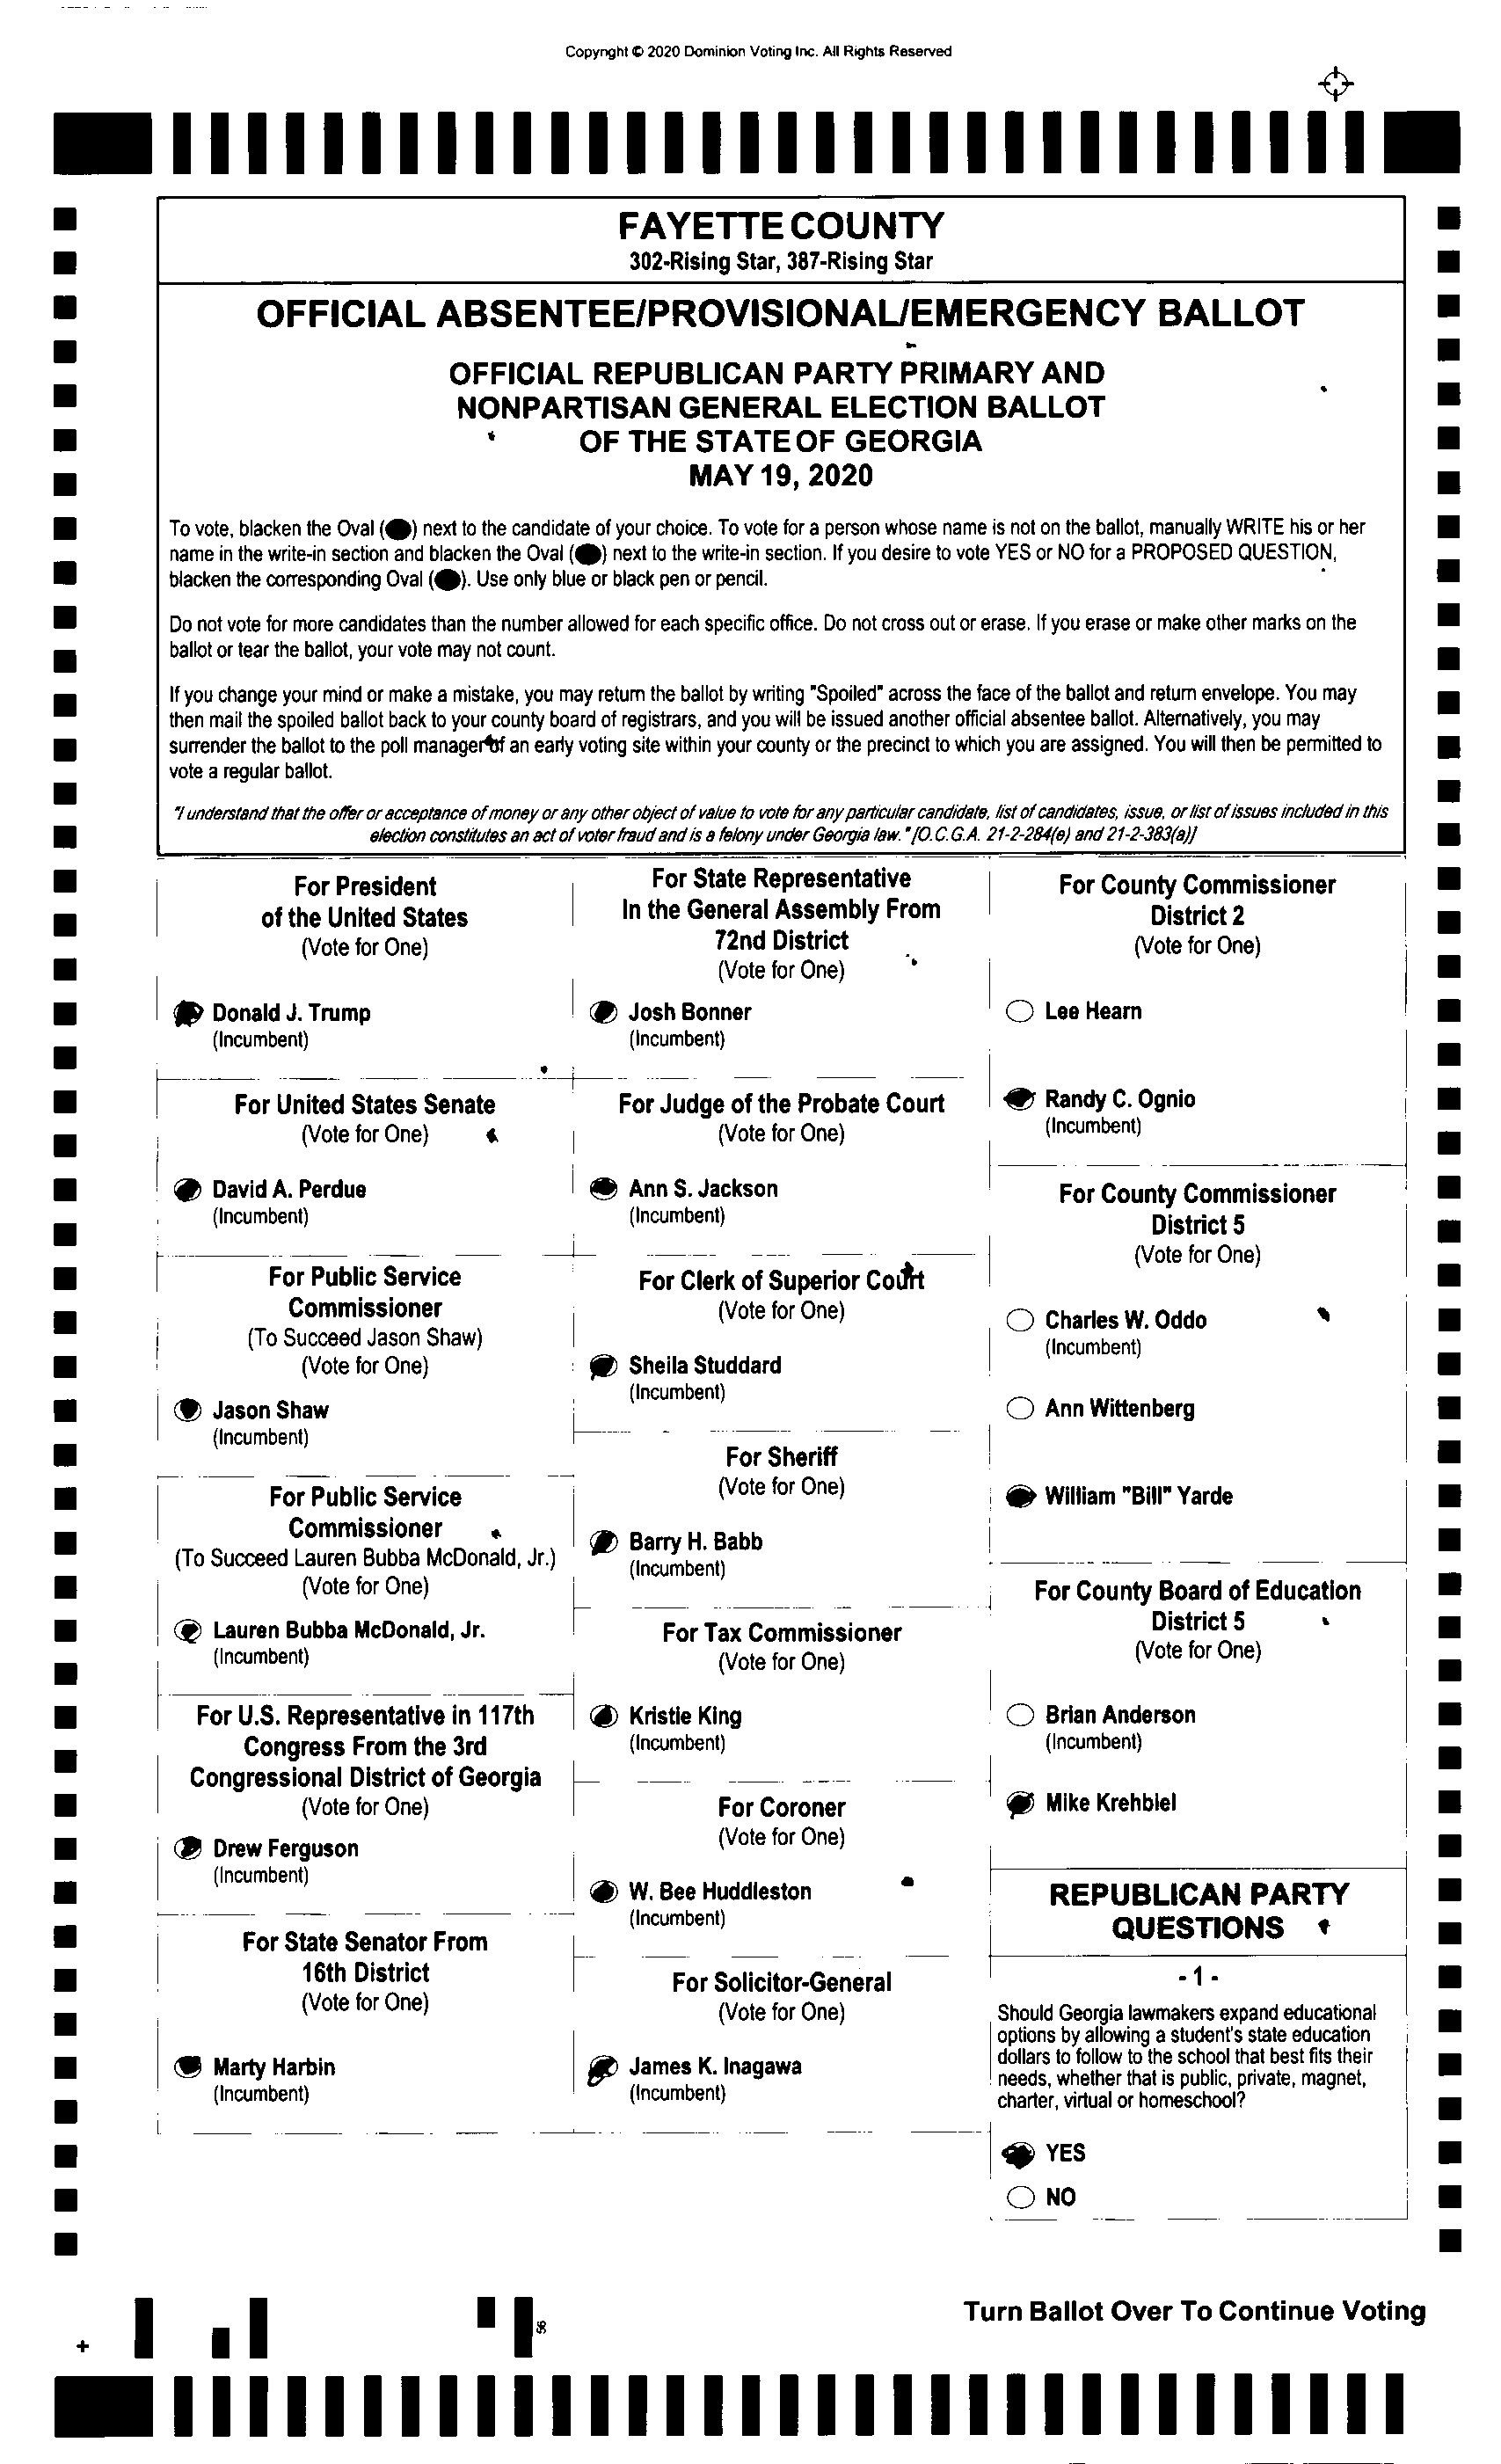 Copyright © 2020 Dominion Voting Inc. All Rights Reserved
FAYETTE COUNTY
302-Rising Star, 387-Rising Star
OFFICIAL ABSENTEE/PROVISIONAL/EMERGENCY BALLOT
OFFICIAL REPUBLICAN PARTY PRIMARY AND
NONPARTISAN GENERAL ELECTION BALLOT
OF THE STATE OF GEORGIA
MAY 19, 2020
To vote, blacken the Oval ( ) next to the candidate of your choice. To vote for a person whose name is not on the ballot, manually WRITE his or her
name in the write-in section and blacken the Oval ( ) next to the write-in section. If you desire to vote YES or NO for a PROPOSED QUESTION,
blacken the corresponding Oval ( ). Use only blue or black pen or pencil.
Do not vote for more candidates than the number allowed for each specific office. Do not cross out or erase. If you erase or make other marks on the
ballot or tear the ballot, your vote may not count.
If you change your mind or make a mistake, you may return the ballot by writing "Spoiled" across the face of the ballot and return envelope. You may
then mail the spoiled ballot back to your county board of registrars, and you will be issued another official absentee ballot. Alternatively, you may
surrender the ballot to the poll manager of an early voting site within your county or the precinct to which you are assigned. You will then be permitted to
vote a regular ballot.
"I understand that the offer or acceptance of money or any other object of value to vote for any particular candidate, list of candidates, issue, or list of issues included in this
election constitutes an act of voter fraud and is a felony under Georgia law." [O.C.G.A. 21-2-284(e) and 21-2-383(a)]
For President
of the United States
(Vote for One)
Donald J. Trump
(Incumbent)
For United States Senate
(Vote for One)
David A. Perdue
(Incumbent)
For Public Service
Commissioner
(To Succeed Jason Shaw)
(Vote for One)
Jason Shaw
(Incumbent)
For Public Service
Commissioner
(To Succeed Lauren Bubba McDonald, Jr.)
(Vote for One)
Lauren Bubba McDonald, Jr.
(Incumbent)
For U.S. Representative in 117th
Congress From the 3rd
Congressional District of Georgia
(Vote for One)
Drew Ferguson
(Incumbent)
For State Senator From
16th District
(Vote for One)
Marty Harbin
(Incumbent)
For State Representative
In the General Assembly From
72nd District
(Vote for One)
Josh Bonner
(Incumbent)
For Judge of the Probate Court
(Vote for One)
Ann S. Jackson
(Incumbent)
For Clerk of Superior Court
(Vote for One)
Sheila Studdard
(Incumbent)
For Sheriff
(Vote for One)
Barry H. Babb
(Incumbent)
For Tax Commissioner
(Vote for One)
Kristie King
(Incumbent)
For Coroner
(Vote for One)
W. Bee Huddleston
(Incumbent)
For Solicitor-General
(Vote for One)
James K. Inagawa
(Incumbent)
For County Commissioner
District 2
(Vote for One)
Lee Hearn
Randy C. Ognio
(Incumbent)
For County Commissioner
District 5
(Vote for One)
Charles W. Oddo
(Incumbent)
Ann Wittenberg
William "Bill" Yarde
For County Board of Education
District 5
(Vote for One)
Brian Anderson
(Incumbent)
Mike Krehbiel
REPUBLICAN PARTY
QUESTIONS
- 1 -
Should Georgia lawmakers expand educational
options by allowing a student's state education
dollars to follow to the school that best fits their
needs, whether that is public, private, magnet,
charter, virtual or homeschool?
YES
NO
Turn Ballot Over To Continue Voting